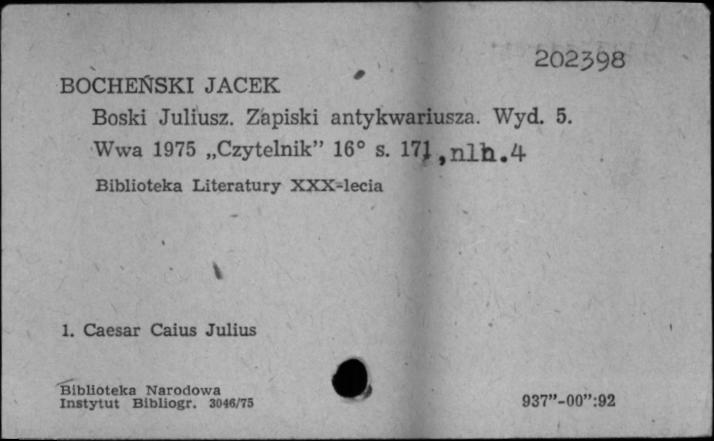 202398
BOCHEŃSKI JACEK
Boski Juliusz. Zapiski antykwariusza. Wyd. 5.
Wwa 1975 „Czytelnik” 16° s. 171, nlb. 4
Biblioteka Literatury XXX-lecia
1. Caesar Caius Julius
Biblioteka Narodowa
Instytut Bibliogr. 3046/75
937”-00”:92